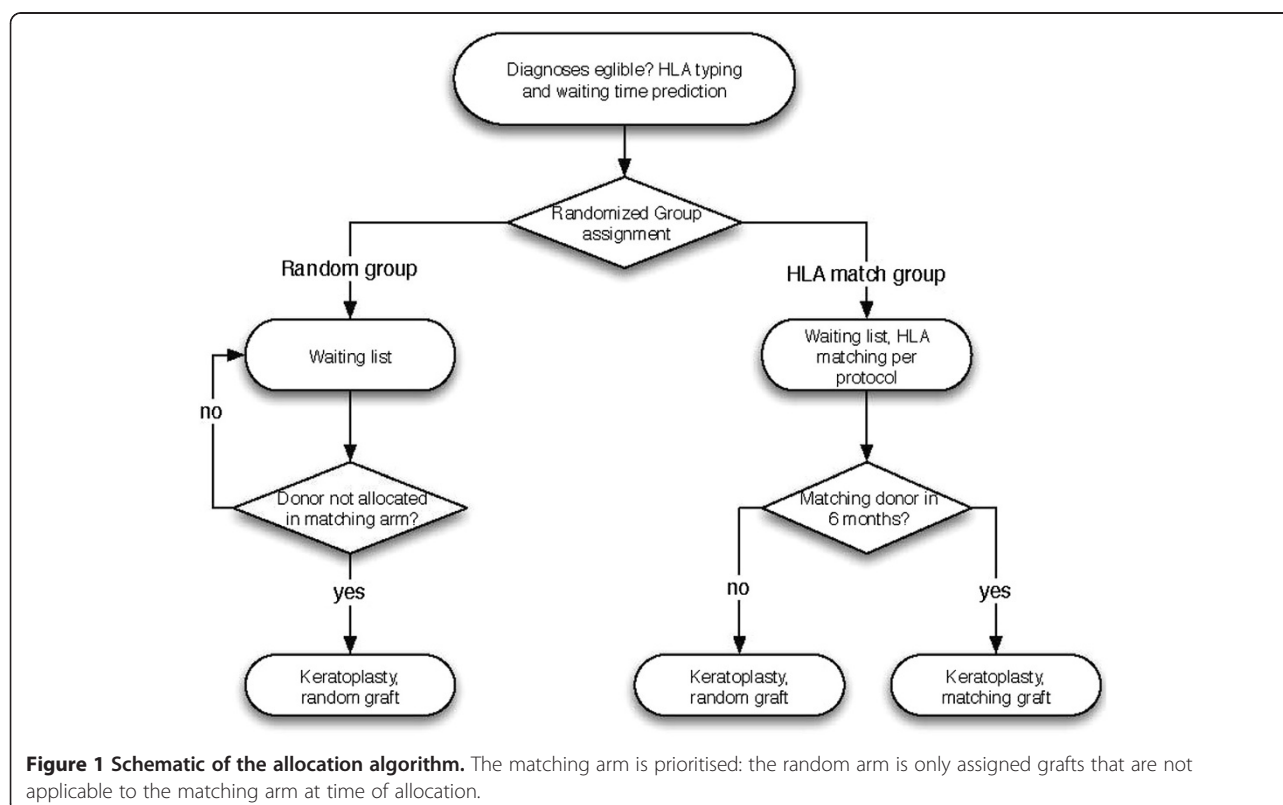 Diagnoses eglible? HLA typing
and waiting time prediction
Randomized Group
assignment
Random group
HLA match group
Waiting list
Waiting list, HLA
matching per
protocol
no
Donor not allocated
in matching arm?
Matching donor in
6 months?
yes
no
yes
Keratoplasty,
random graft
Keratoplasty,
random graft
Keratoplasty,
matching graft
Figure 1 Schematic of the allocation algorithm. The matching arm is prioritised: the random arm is only assigned grafts that are not
applicable to the matching arm at time of allocation.